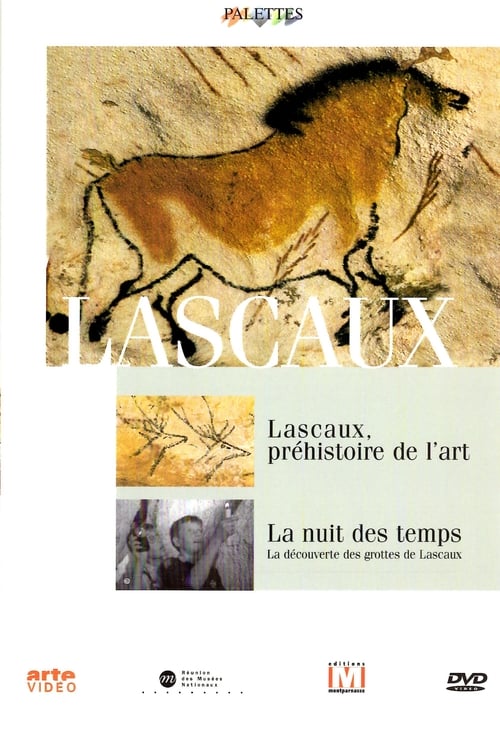 PALETTES
LASCAUX
Lascaux,
préhistoire de l'art
La nuit des temps
La découverte des grottes de Lascaux
arte
VIDEO
m
Réunion
des Musées
Nationaux
editions
M
montparnasse
DVD
VIDEO